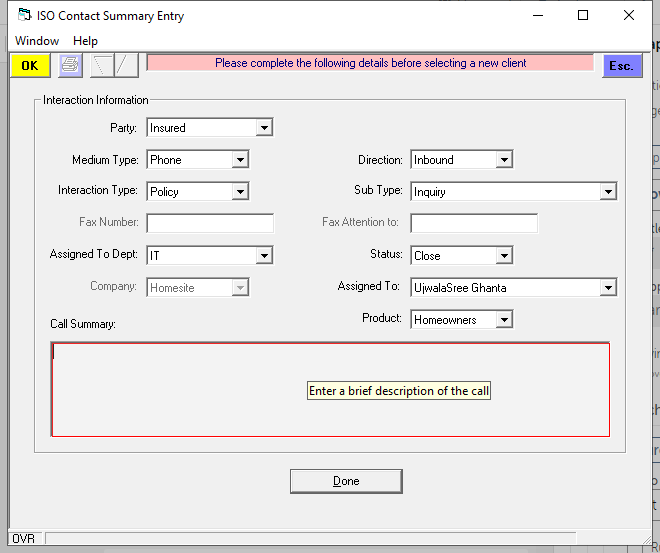 ISO Contact Summary Entry
Window Help
OK Please complete the following details before selecting a new client Esc.
Interaction Information
Party: Insured
Medium Type: Phone Direction: Inbound
Interaction Type: Policy Sub Type: Inquiry
Fax Number: Fax Attention to:
Assigned To Dept: IT Status: Close
Company: Homesite Assigned To: UjwalaSree Ghanta
Product: Homeowners
Call Summary:
Enter a brief description of the call
Done
OVR